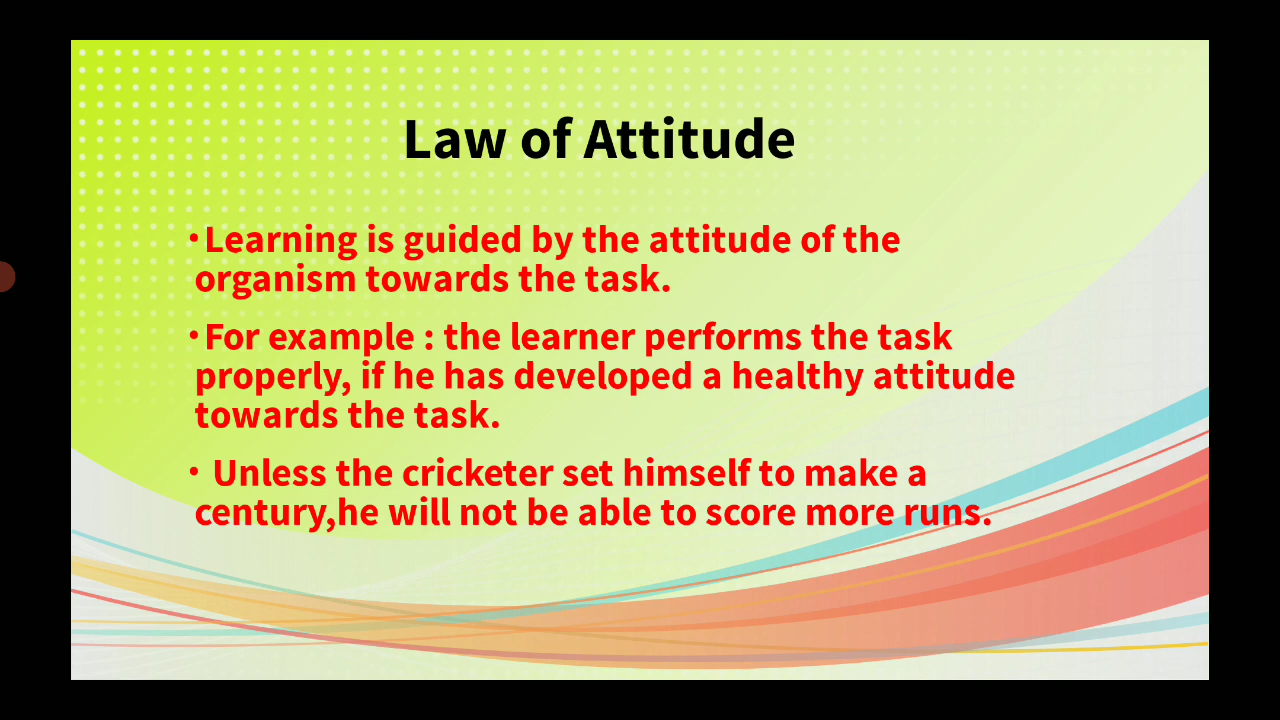 Law of Attitude
•Learning is guided by the attitude of the
organism towards the task.
•For example : the learner performs the task
properly, if he has developed a healthy attitude
towards the task.
• Unless the cricketer set himself to make a
century,he will not be able to score more runs.